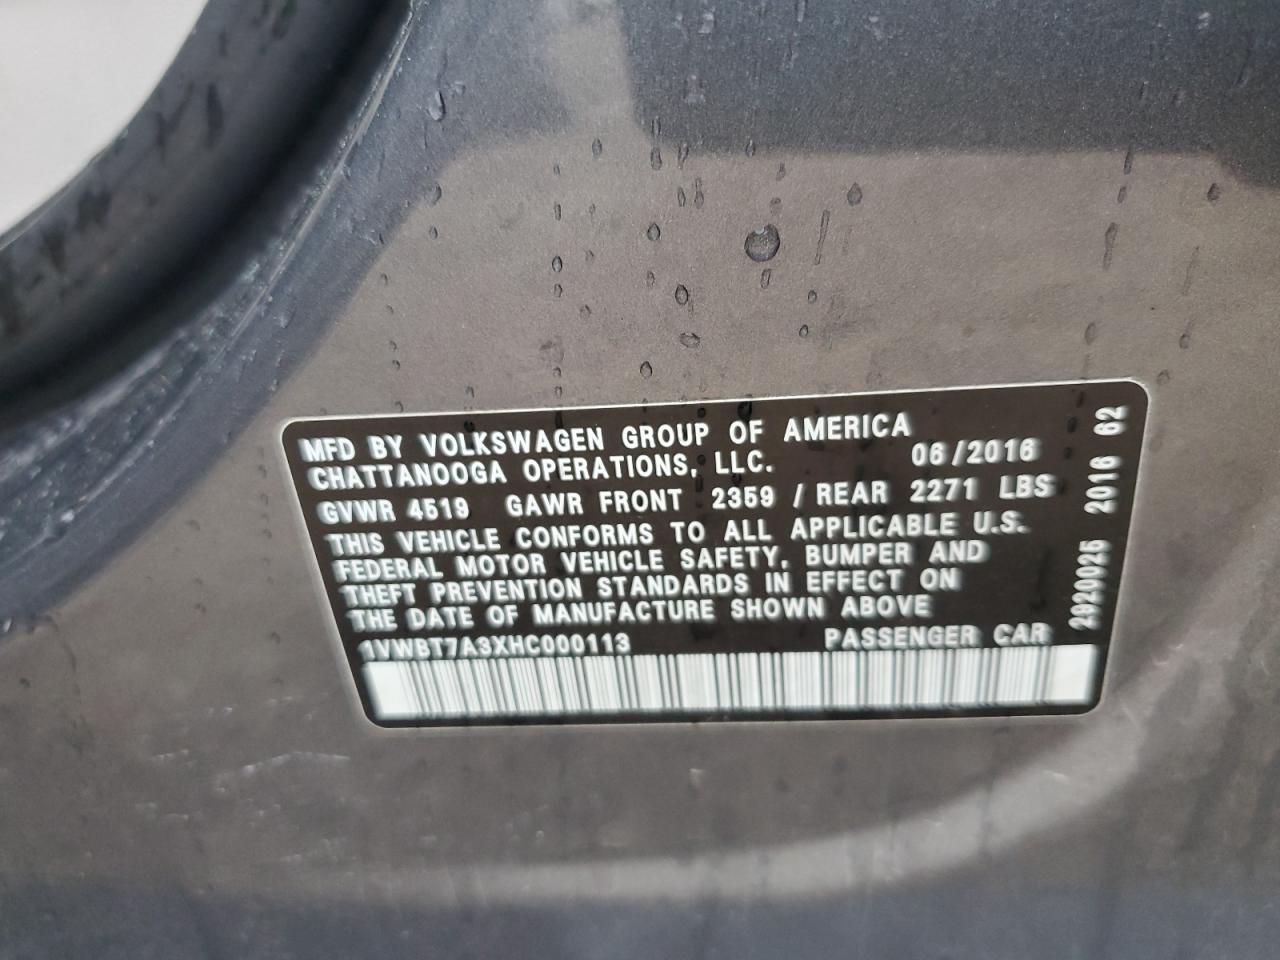 MFD BY VOLKSWAGEN GROUP OF AMERICA
CHATTANOOGA OPERATIONS, LLC. 06/2016
GVWR 4519 GAWR FRONT 2359 / REAR 2271 LBS
THIS VEHICLE CONFORMS TO ALL APPLICABLE U.S.
FEDERAL MOTOR VEHICLE SAFETY, BUMPER AND
THEFT PREVENTION STANDARDS IN EFFECT ON
THE DATE OF MANUFACTURE SHOWN ABOVE
1VWBT7A3XHC000113 PASSENGER CAR
2920025 2016 62